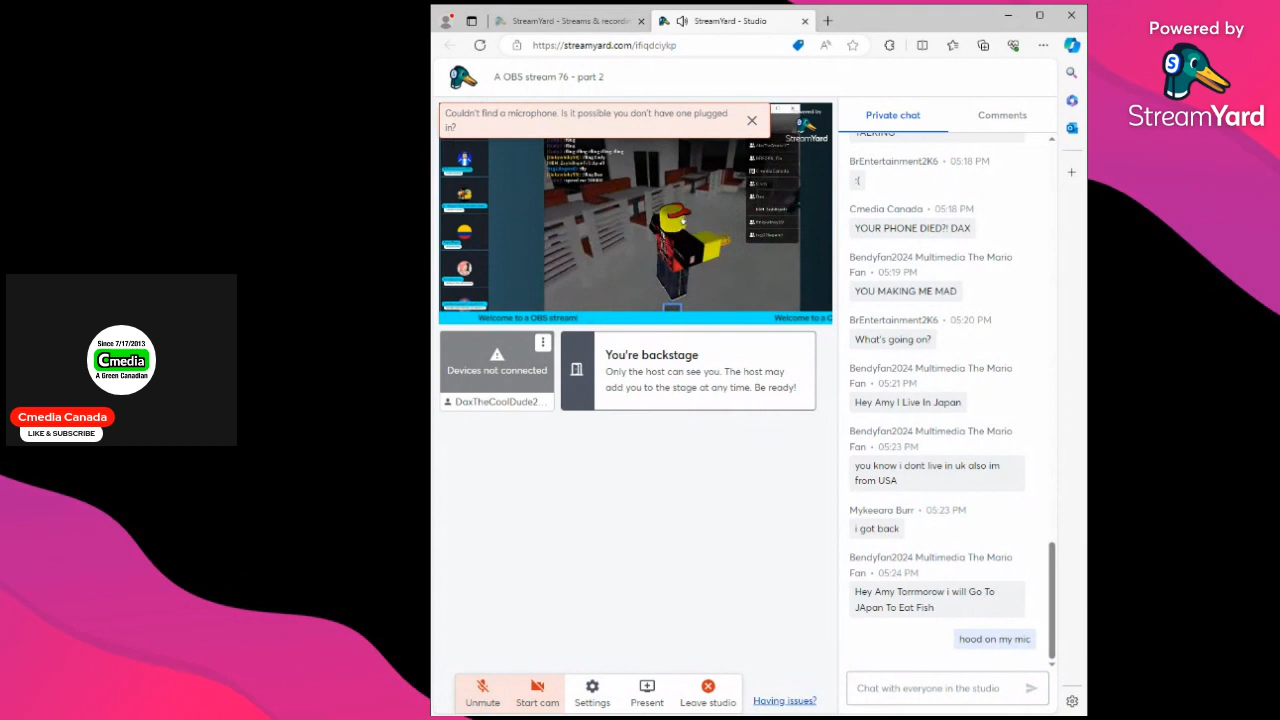 StreamYard - Streams & recordin
StreamYard - Studio
https://streamyard.com/ifiqdciykp
A OBS stream 76 - part 2
Powered by
StreamYard
Couldn't find a microphone. Is it possible you don't have one plugged
in?
StreamYard
Welcome to a OBS stream!
Welcome to a O
Devices not connected
DaxTheCoolDude2...
You're backstage
Only the host can see you. The host may
add you to the stage at any time. Be ready!
Since 7/17/2013
Cmedia
A Green Canadian
Cmedia Canada
LIKE & SUBSCRIBE
Private chat
Comments
TALKING
BrEntertainment2K6 • 05:18 PM
:(
Cmedia Canada • 05:18 PM
YOUR PHONE DIED?! DAX
Bendyfan2024 Multimedia The Mario
Fan • 05:19 PM
YOU MAKING ME MAD
BrEntertainment2K6 • 05:20 PM
What's going on?
Bendyfan2024 Multimedia The Mario
Fan • 05:21 PM
Hey Amy I Live In Japan
Bendyfan2024 Multimedia The Mario
Fan • 05:23 PM
you know i dont live in uk also im
from USA
Mykeeara Burr • 05:23 PM
i got back
Bendyfan2024 Multimedia The Mario
Fan • 05:24 PM
Hey Amy Torrmorow i will Go To
JApan To Eat Fish
hood on my mic
Chat with everyone in the studio
Unmute
Start cam
Settings
Present
Leave studio
Having issues?